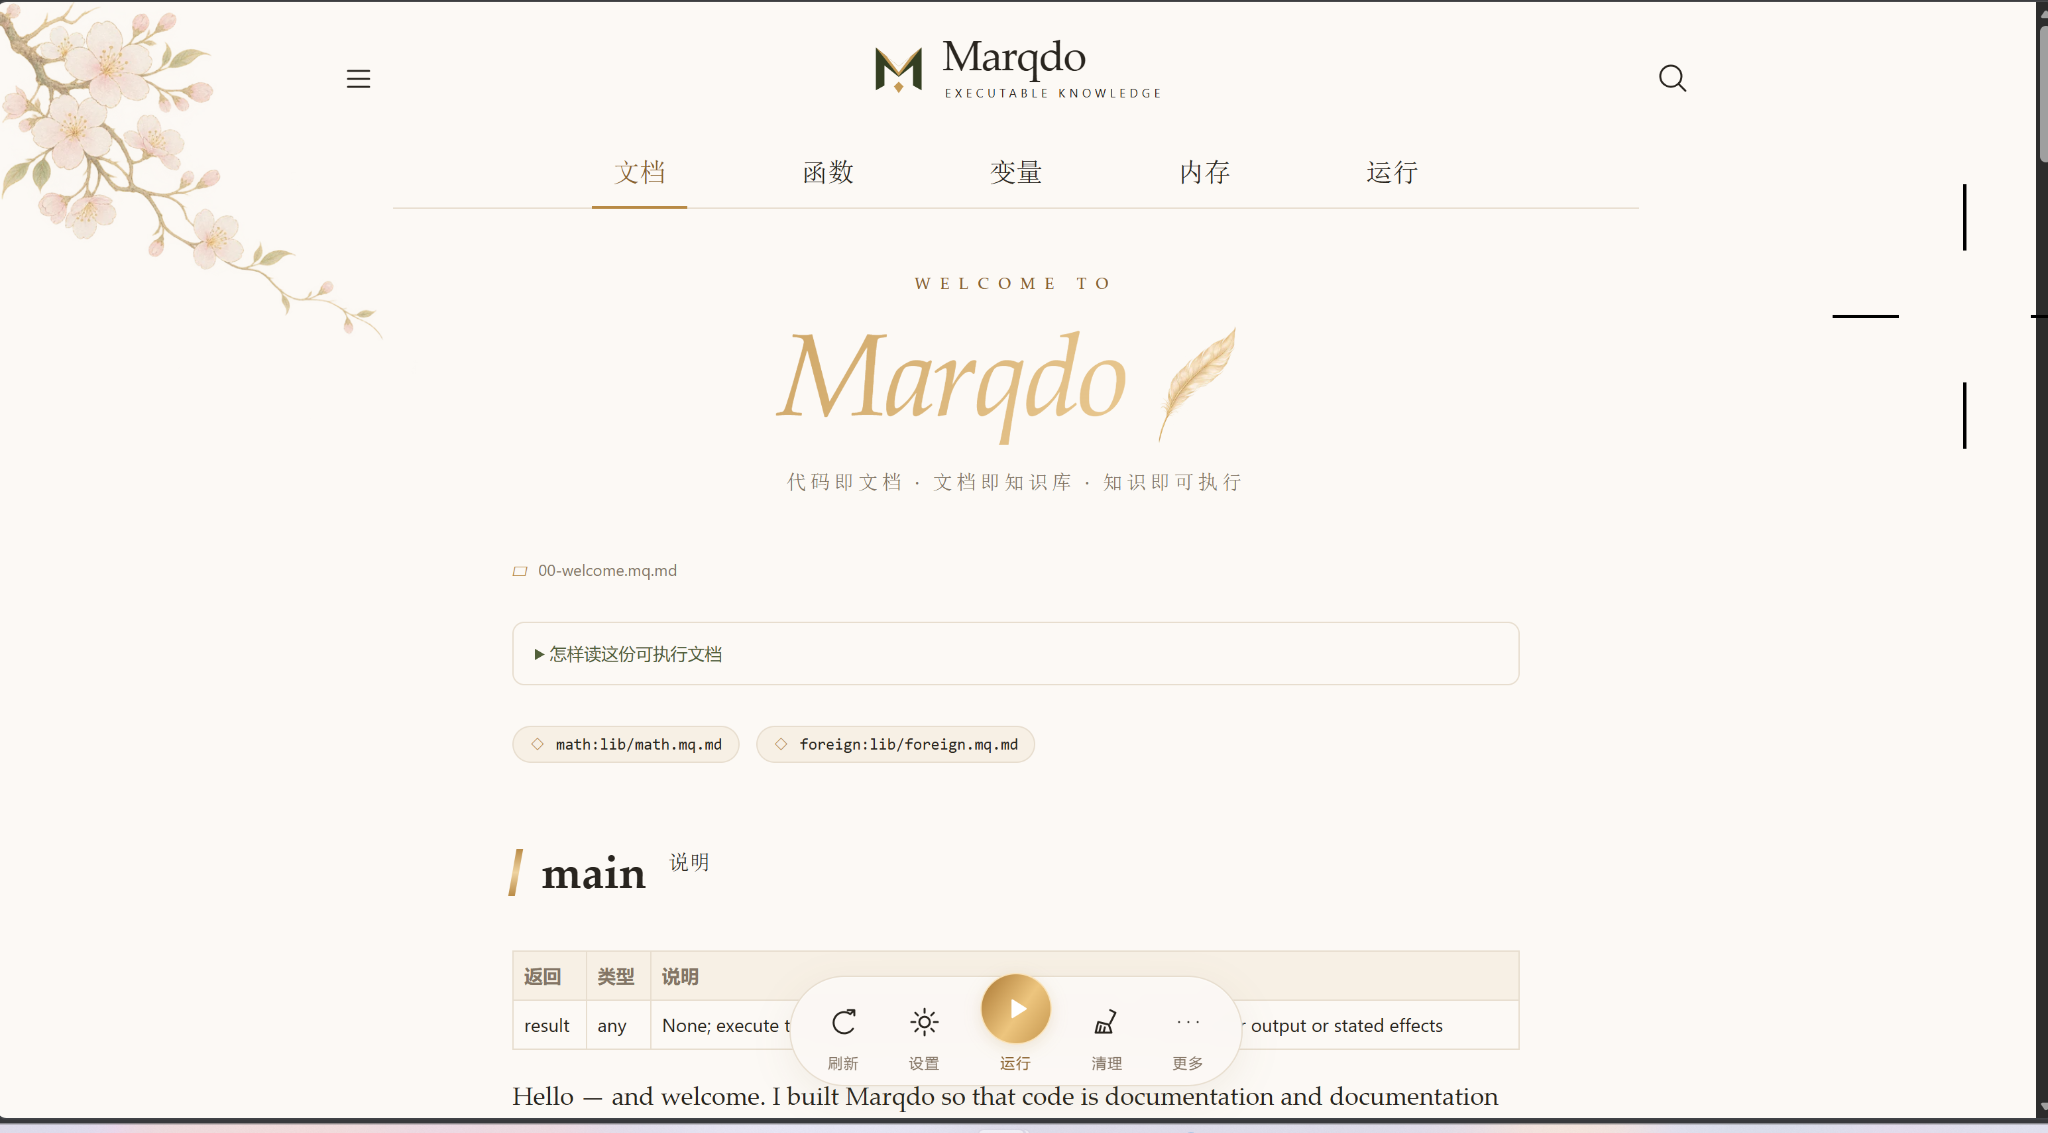 Marqdo
EXECUTABLE KNOWLEDGE
文档 函数 变量 内存 运行
WELCOME TO
Marqdo
代码即文档 · 文档即知识库 · 知识即可执行
00-welcome.mq.md
怎样读这份可执行文档
math:lib/math.mq.md foreign:lib/foreign.mq.md
main 说明
返回 类型 说明
result any None; execute t r output or stated effects
刷新 设置 运行 清理 更多
Hello — and welcome. I built Marqdo so that code is documentation and documentation